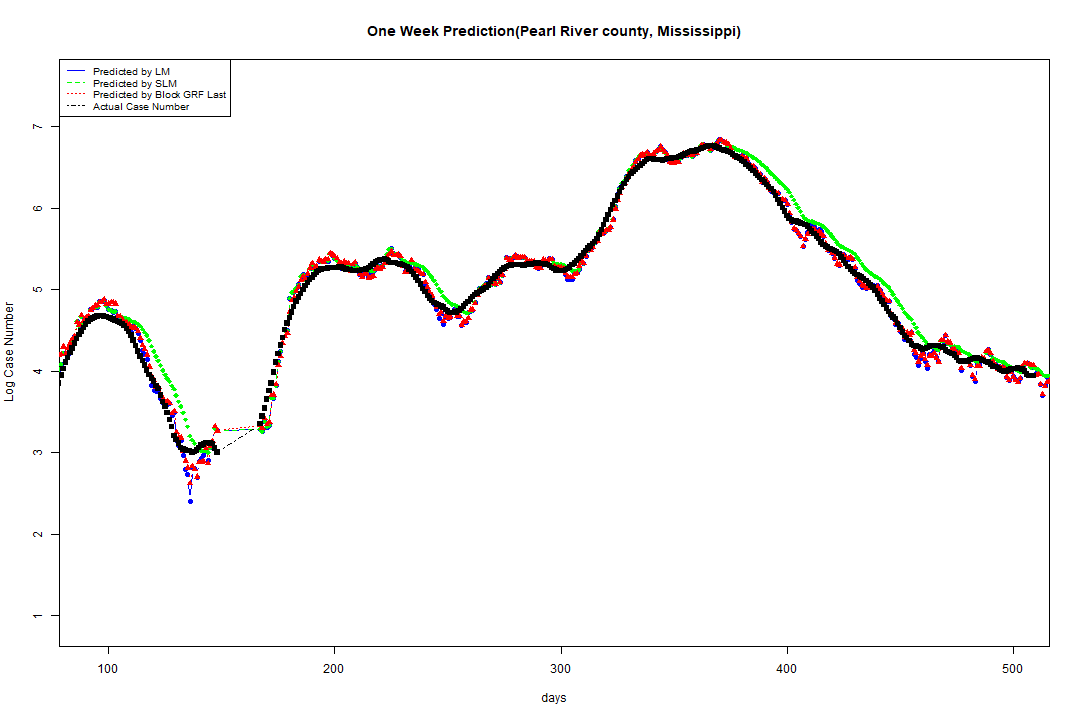 One Week Prediction(Pearl River county, Mississippi)
Predicted by LM
Predicted by SLM
Predicted by Block GRF Last
Actual Case Number
Log Case Number
7
6
5
4
3
2
1
100 200 300 400 500
days